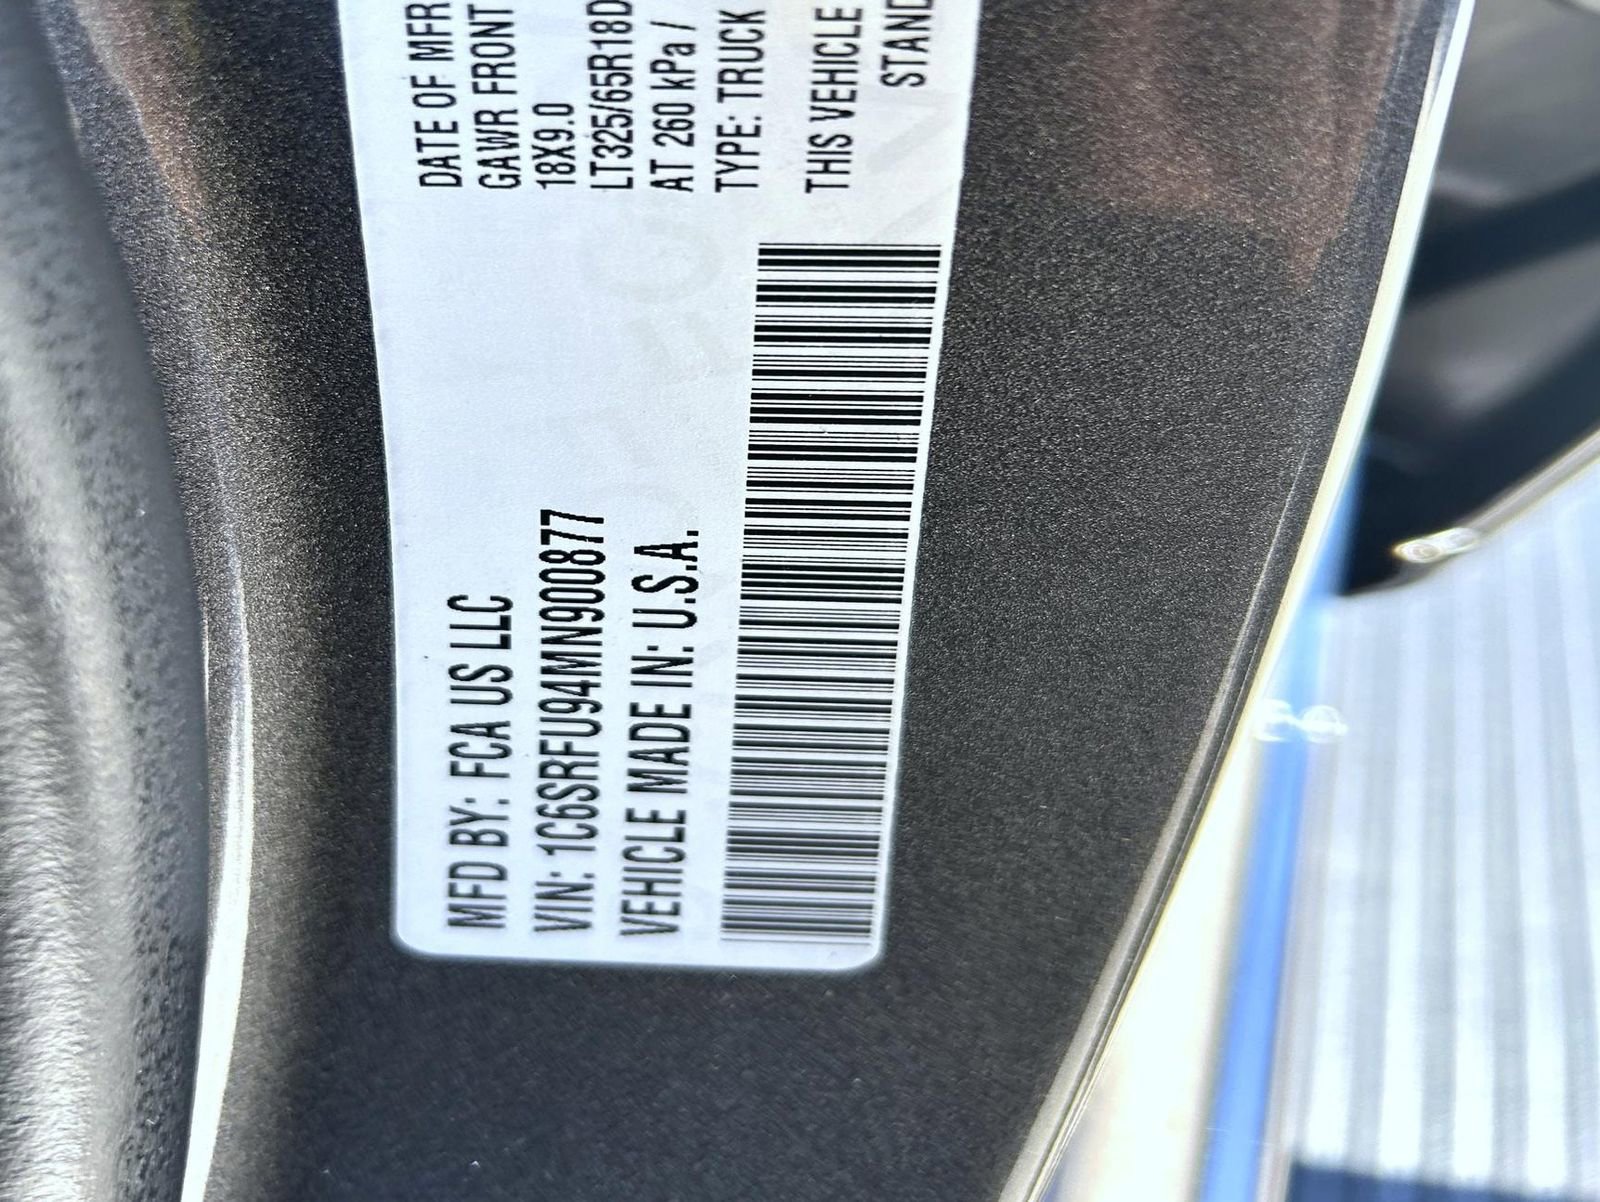 MFD BY: FCA US LLC
VIN: 1C6SRFU94MN900877
VEHICLE MADE IN: U.S.A.
DATE OF MFR
GAWR FRONT
18X9.0
LT325/65R18D
AT 260 kPa /
TYPE: TRUCK
THIS VEHICLE
STAND